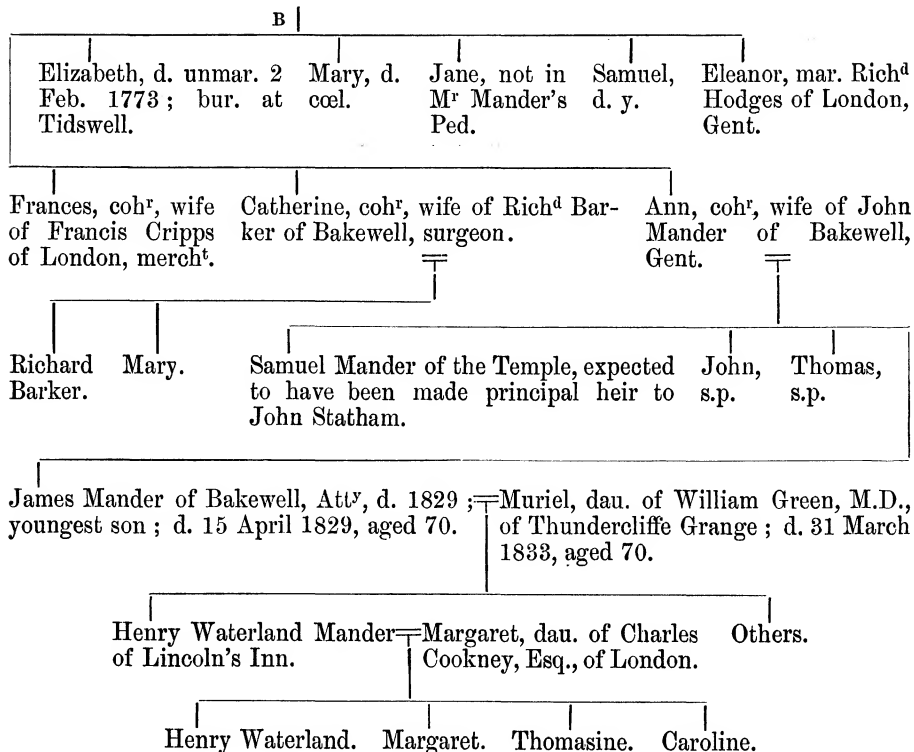 B
Elizabeth, d. unmar. 2
Feb. 1773 ; bur. at
Tidswell.
Mary, d.
cœl.
Jane, not in
Mʳ Mander's
Ped.
Samuel,
d. y.
Eleanor, mar. Richᵈ
Hodges of London,
Gent.
Frances, cohʳ, wife
of Francis Cripps
of London, merchᵗ.
Catherine, cohʳ, wife of Richᵈ Bar-
ker of Bakewell, surgeon.
Ann, cohʳ, wife of John
Mander of Bakewell,
Gent.
Richard
Barker.
Mary.
Samuel Mander of the Temple, expected
to have been made principal heir to
John Statham.
John,
s.p.
Thomas,
s.p.
James Mander of Bakewell, Attʸ, d. 1829 ;
youngest son ; d. 15 April 1829, aged 70.
Muriel, dau. of William Green, M.D.,
of Thundercliffe Grange ; d. 31 March
1833, aged 70.
Henry Waterland Mander
of Lincoln's Inn.
Margaret, dau. of Charles
Cookney, Esq., of London.
Others.
Henry Waterland.
Margaret.
Thomasine.
Caroline.